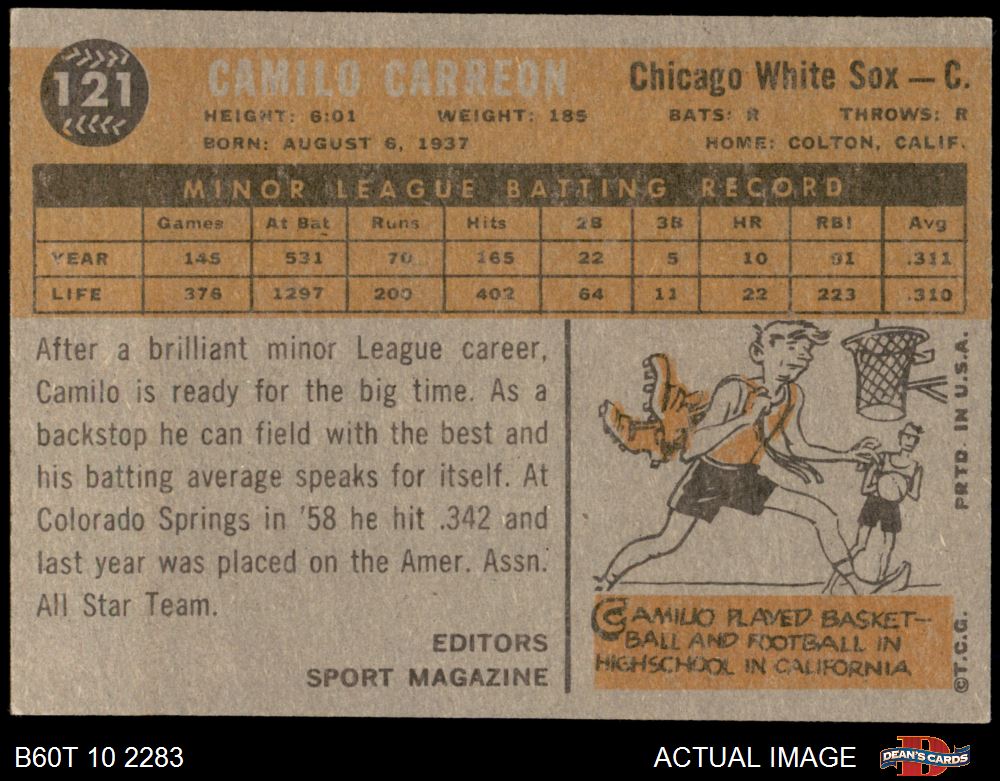 121
CAMILO CARREON
Chicago White Sox — C.
HEIGHT: 6:01 WEIGHT: 185 BATS: R THROWS: R
BORN: AUGUST 6, 1937 HOME: COLTON, CALIF.
MINOR LEAGUE BATTING RECORD
Games At Bat Runs Hits 2B 3B HR RBI Avg
YEAR 145 531 70 165 22 5 10 91 .311
LIFE 376 1297 200 402 64 11 22 223 .310
After a brilliant minor League career,
Camilo is ready for the big time. As a
backstop he can field with the best and
his batting average speaks for itself. At
Colorado Springs in '58 he hit .342 and
last year was placed on the Amer. Assn.
All Star Team.
EDITORS
SPORT MAGAZINE
CAMILIO PLAYED BASKET-
BALL AND FOOTBALL IN
HIGHSCHOOL IN CALIFORNIA
PRTD. IN U.S.A.
©T.C.G.
B60T 10 2283
ACTUAL IMAGE
D
DEAN'S CARDS